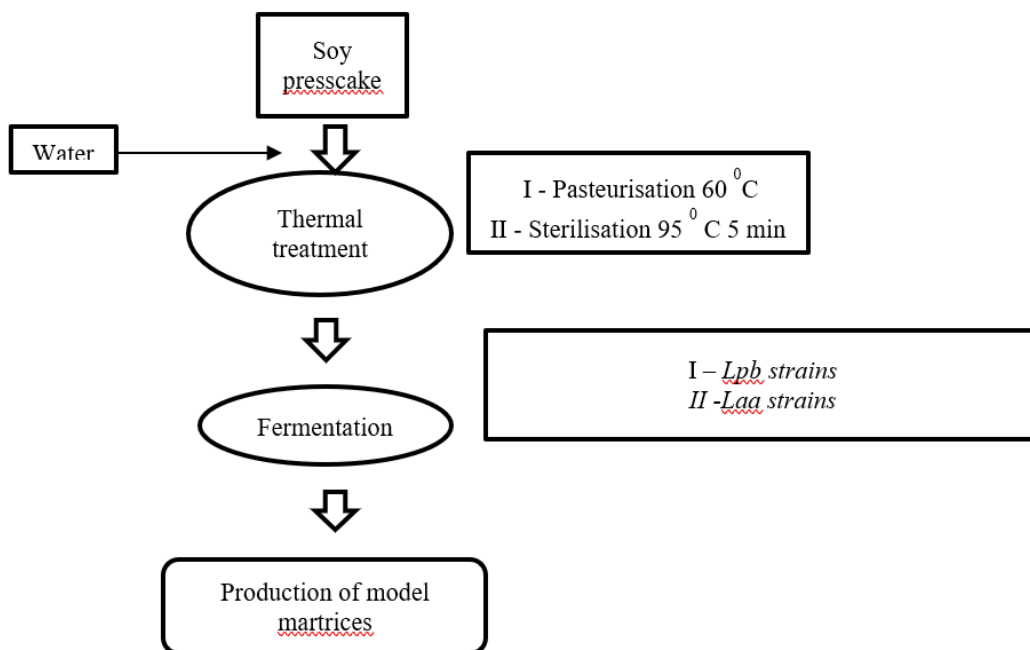 Soy
presscake
Water
Thermal
treatment
I - Pasteurisation 60 ⁰C
II - Sterilisation 95 ⁰ C 5 min
Fermentation
I – Lpb strains
II -Laa strains
Production of model
martrices